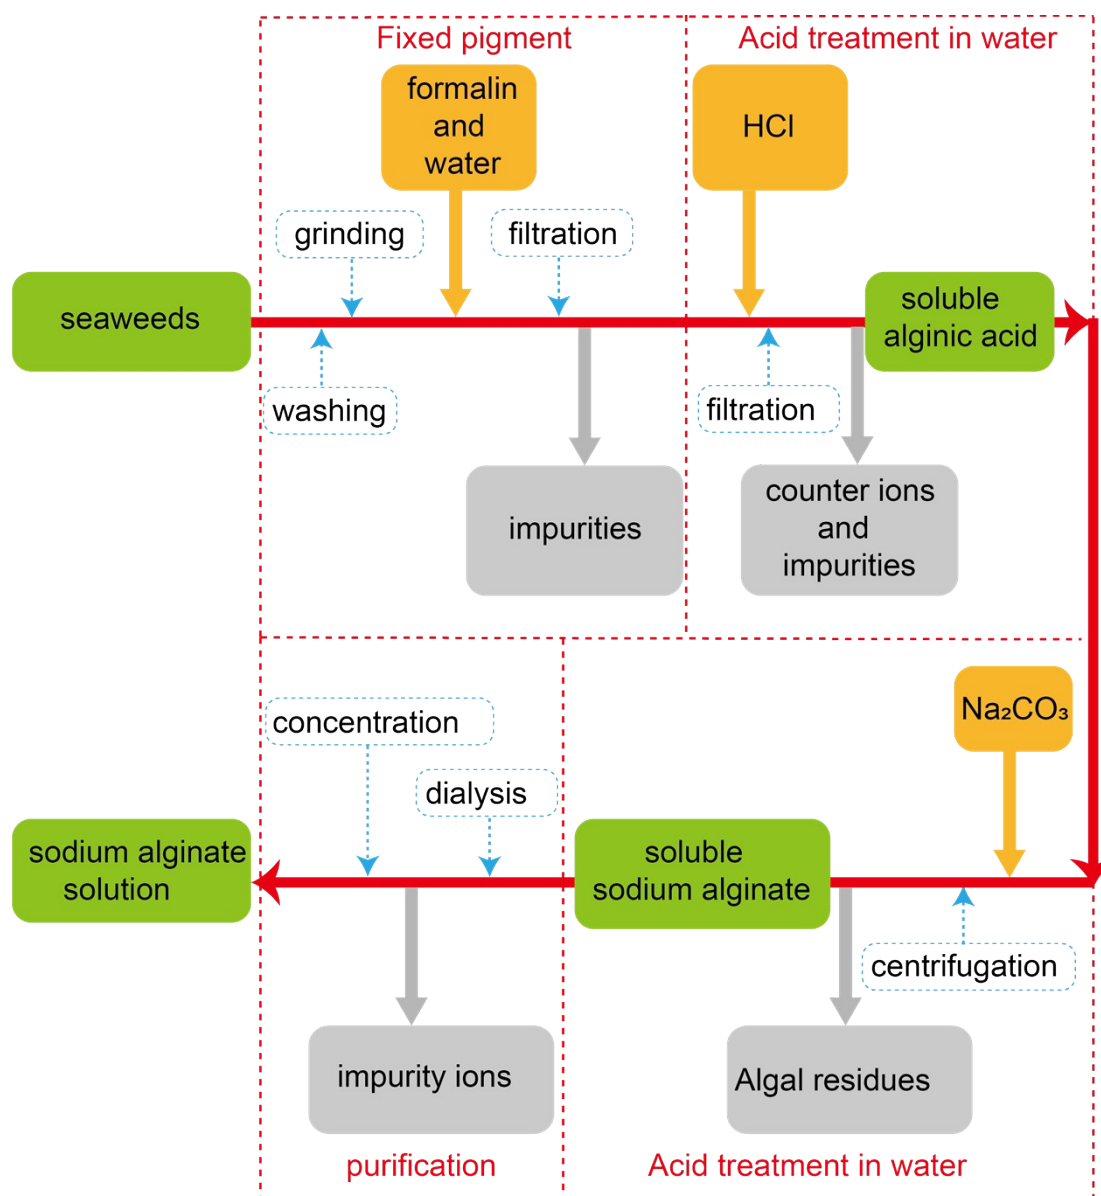 Fixed pigment
Acid treatment in water
formalin
and
water
HCl
grinding
filtration
seaweeds
soluble
alginic acid
washing
filtration
impurities
counter ions
and
impurities
Na₂CO₃
concentration
dialysis
sodium alginate
solution
soluble
sodium alginate
centrifugation
impurity ions
Algal residues
purification
Acid treatment in water